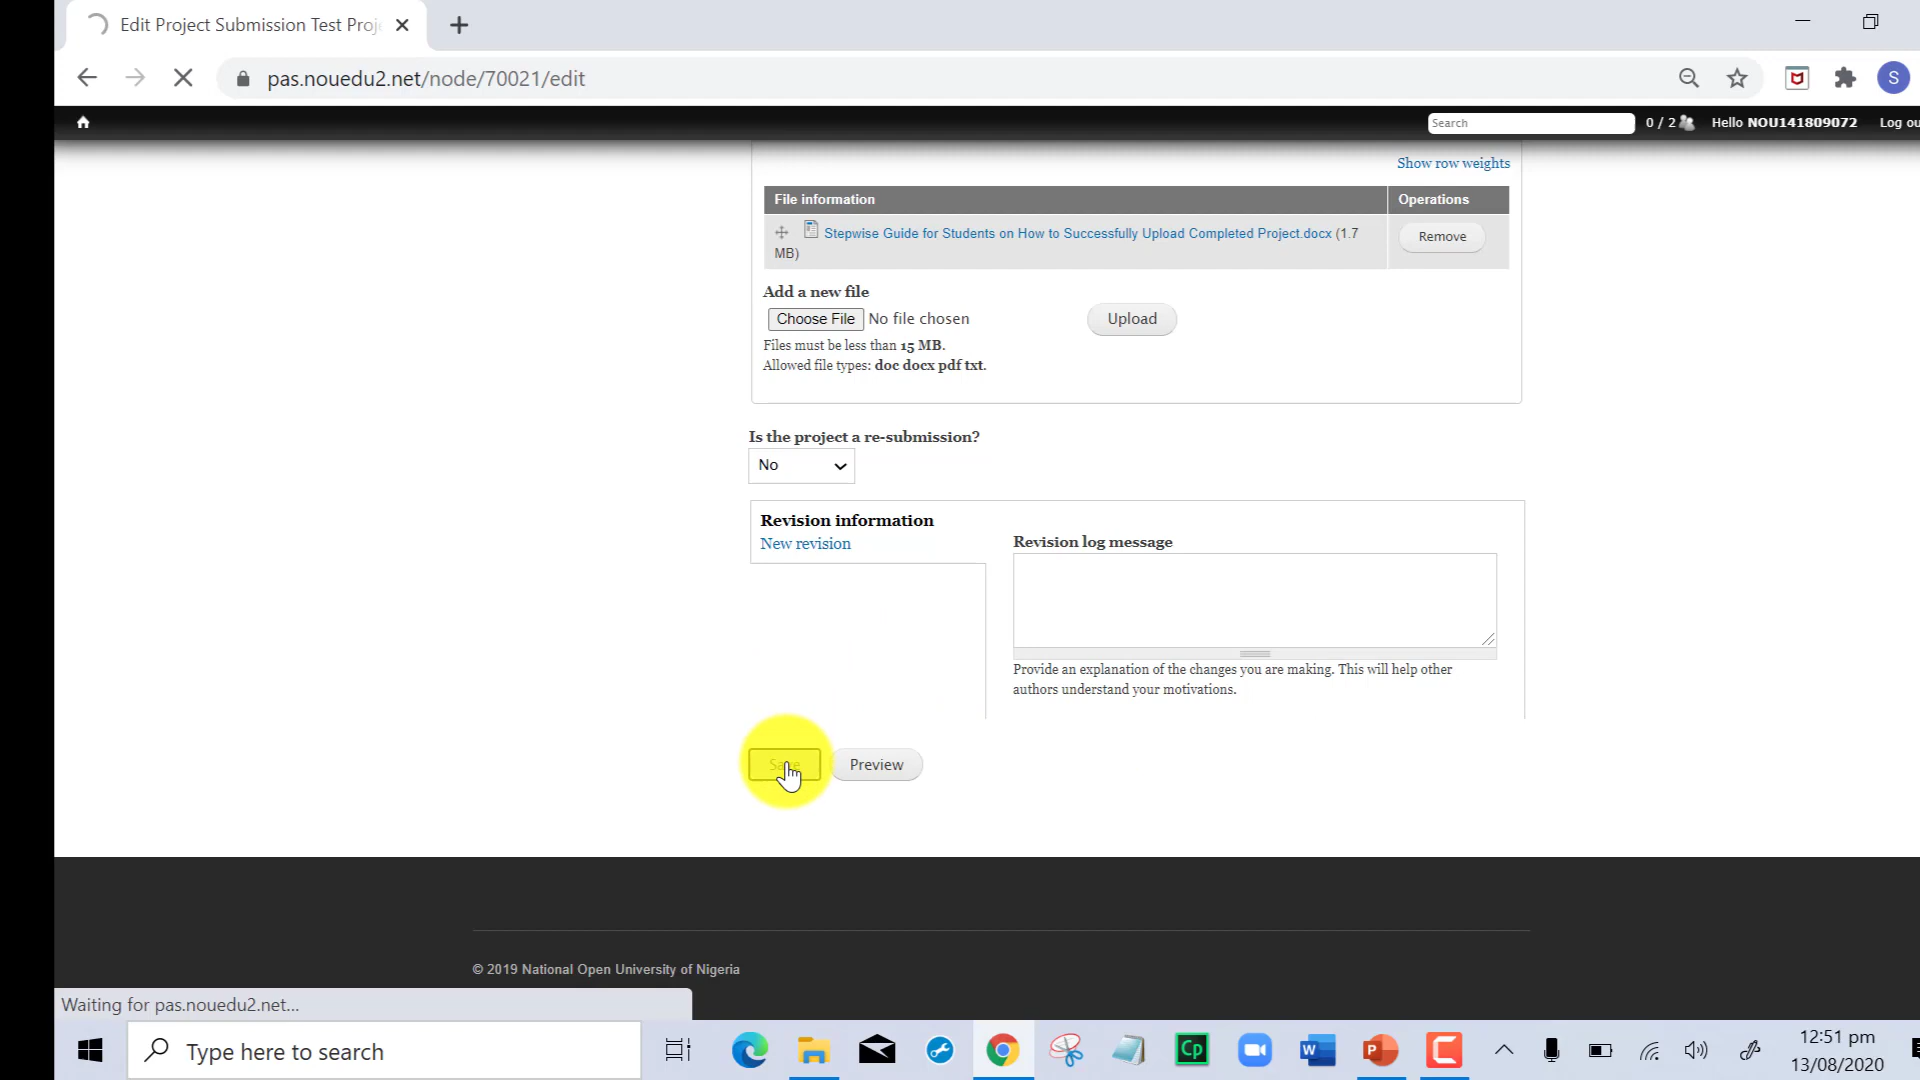 Edit Project Submission Test Proj
pas.nouedu2.net/node/70021/edit
S
Search
0 / 2
Hello NOU141809072
Log ou
Show row weights
File information
Operations
Stepwise Guide for Students on How to Successfully Upload Completed Project.docx (1.7
MB)
Remove
Add a new file
Choose File No file chosen
Upload
Files must be less than 15 MB.
Allowed file types: doc docx pdf txt.
Is the project a re-submission?
No
Revision information
New revision
Revision log message
Provide an explanation of the changes you are making. This will help other
authors understand your motivations.
Save
Preview
© 2019 National Open University of Nigeria
Waiting for pas.nouedu2.net...
Type here to search
Cp
W
P
12:51 pm
13/08/2020